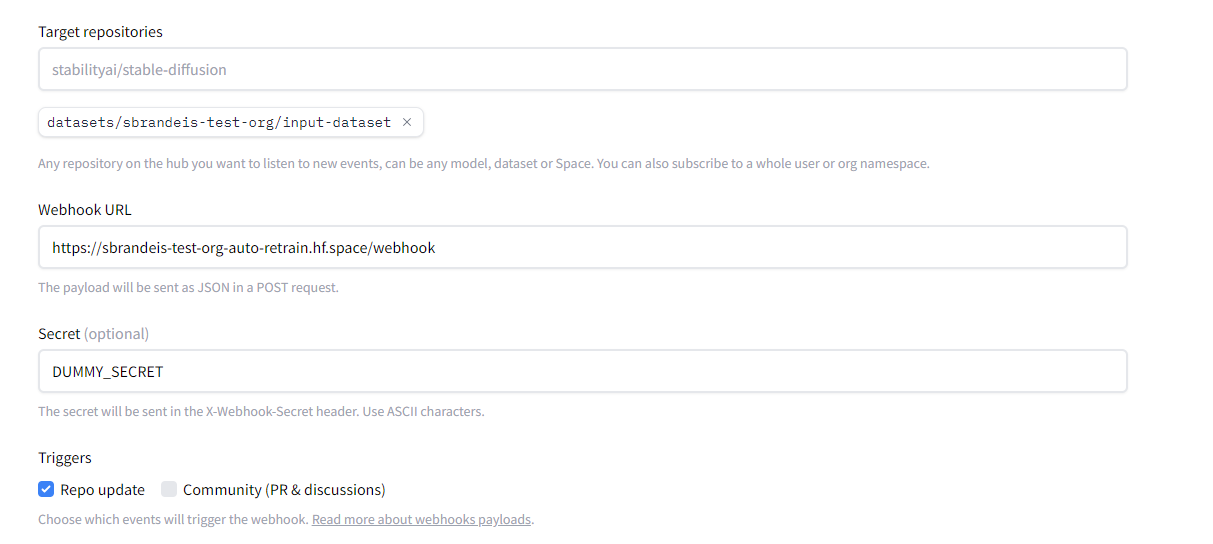 Target repositories
stabilityai/stable-diffusion
datasets/sbrandeis-test-org/input-dataset ×
Any repository on the hub you want to listen to new events, can be any model, dataset or Space. You can also subscribe to a whole user or org namespace.
Webhook URL
https://sbrandeis-test-org-auto-retrain.hf.space/webhook
The payload will be sent as JSON in a POST request.
Secret (optional)
DUMMY_SECRET
The secret will be sent in the X-Webhook-Secret header. Use ASCII characters.
Triggers
Repo update Community (PR & discussions)
Choose which events will trigger the webhook. Read more about webhooks payloads.